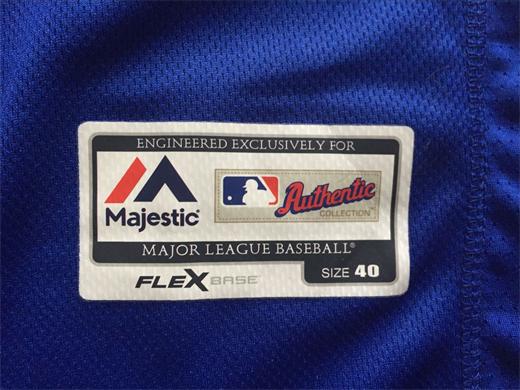 ENGINEERED EXCLUSIVELY FOR
Majestic
Authentic
COLLECTION
MAJOR LEAGUE BASEBALL®
FLEX BASE
SIZE 40